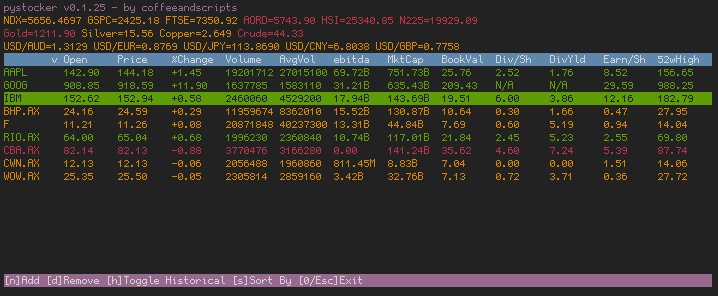 pystocker v0.1.25 - by coffeeandscripts
NDX=5656.4697 GSPC=2425.18 FTSE=7350.92 AORD=5743.90 HSI=25340.85 N225=19929.09
Gold=1211.90 Silver=15.56 Copper=2.649 Crude=44.33
USD/AUD=1.3129 USD/EUR=0.8769 USD/JPY=113.8690 USD/CNY=6.8038 USD/GBP=0.7758
v Open Price %Change Volume AvgVol ebitda MktCap BookVal Div/Sh DivYld Earn/Sh 52wHigh
AAPL 142.90 144.18 +1.45 19201712 27015100 69.72B 751.73B 25.76 2.52 1.76 8.52 156.65
GOOG 908.85 918.59 +11.90 1637785 1583110 31.21B 635.43B 209.43 N/A N/A 29.59 988.25
IBM 152.62 152.94 +0.58 2460060 4529200 17.94B 143.69B 19.51 6.00 3.86 12.16 182.79
BHP.AX 24.16 24.59 +0.29 11959674 8362010 15.52B 130.87B 10.64 0.30 1.66 0.47 27.95
F 11.21 11.26 +0.08 20871848 40237300 13.31B 44.84B 7.69 0.60 5.19 0.94 14.04
RIO.AX 64.00 65.04 +0.68 1996230 2360840 10.74B 117.01B 21.84 2.45 5.23 2.55 69.80
CBA.AX 82.14 82.13 -0.88 3770476 3166280 0.00 141.24B 35.62 4.60 7.24 5.39 87.74
CWN.AX 12.13 12.13 -0.06 2056488 1960860 811.45M 8.83B 7.04 0.00 0.00 1.51 14.06
WOW.AX 25.35 25.50 -0.05 2305814 2859160 3.42B 32.76B 7.13 0.72 3.71 0.36 27.72
[n]Add [d]Remove [h]Toggle Historical [s]Sort By [0/Esc]Exit